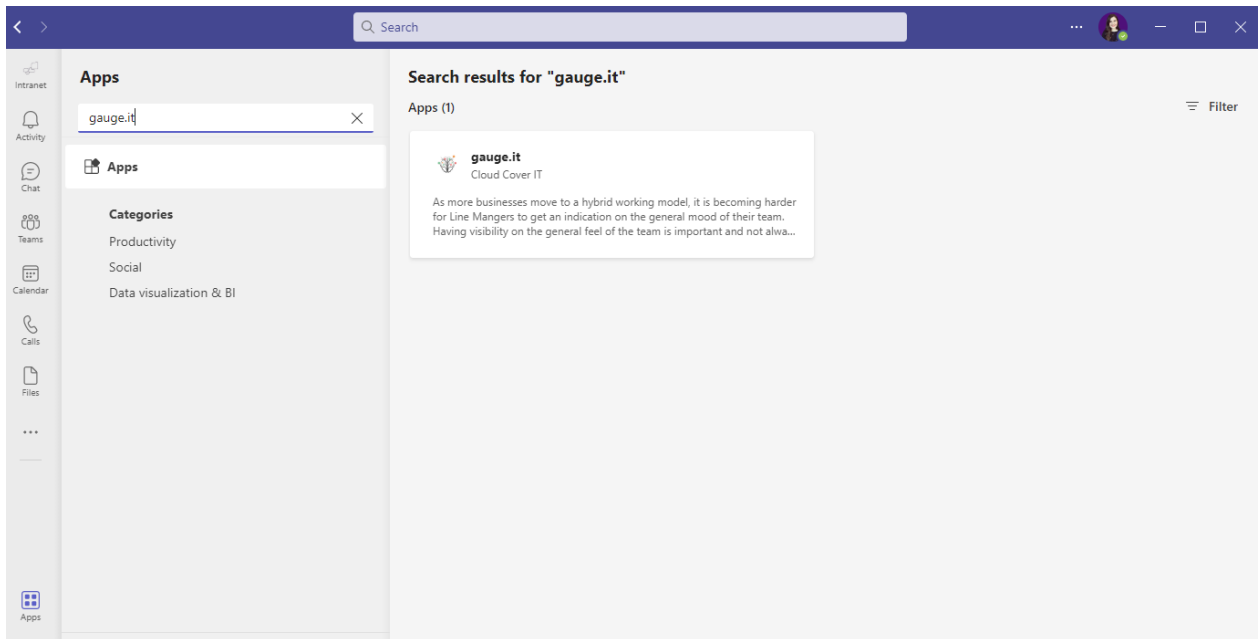 Search
Intranet
Activity
Chat
Teams
Calendar
Calls
Files
Apps
Apps
gauge.it
Apps
Categories
Productivity
Social
Data visualization & BI
Search results for "gauge.it"
Apps (1)
Filter
gauge.it
Cloud Cover IT
As more businesses move to a hybrid working model, it is becoming harder
for Line Mangers to get an indication on the general mood of their team.
Having visibility on the general feel of the team is important and not alwa...